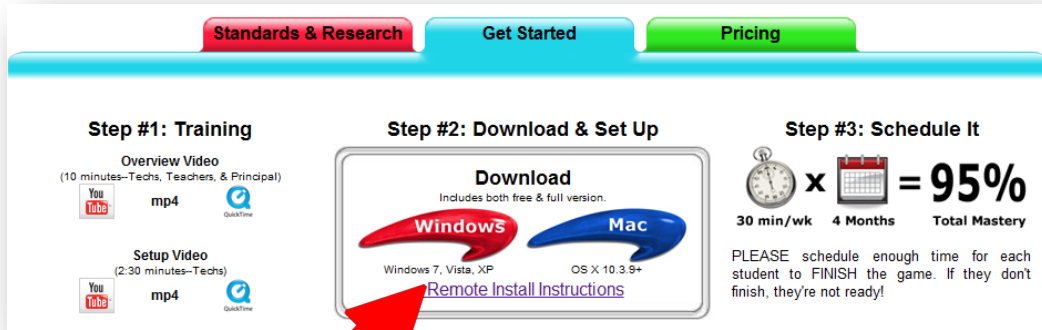 Standards & Research
Get Started
Pricing
Step #1: Training
Overview Video
(10 minutes--Techs, Teachers, & Principal)
You Tube
mp4
QuickTime
Setup Video
(2:30 minutes--Techs)
You Tube
mp4
QuickTime
Step #2: Download & Set Up
Download
Includes both free & full version.
Windows
Mac
Windows 7, Vista, XP
OS X 10.3.9+
Remote Install Instructions
Step #3: Schedule It
x
= 95%
30 min/wk
4 Months
Total Mastery
PLEASE schedule enough time for each
student to FINISH the game. If they don't
finish, they're not ready!